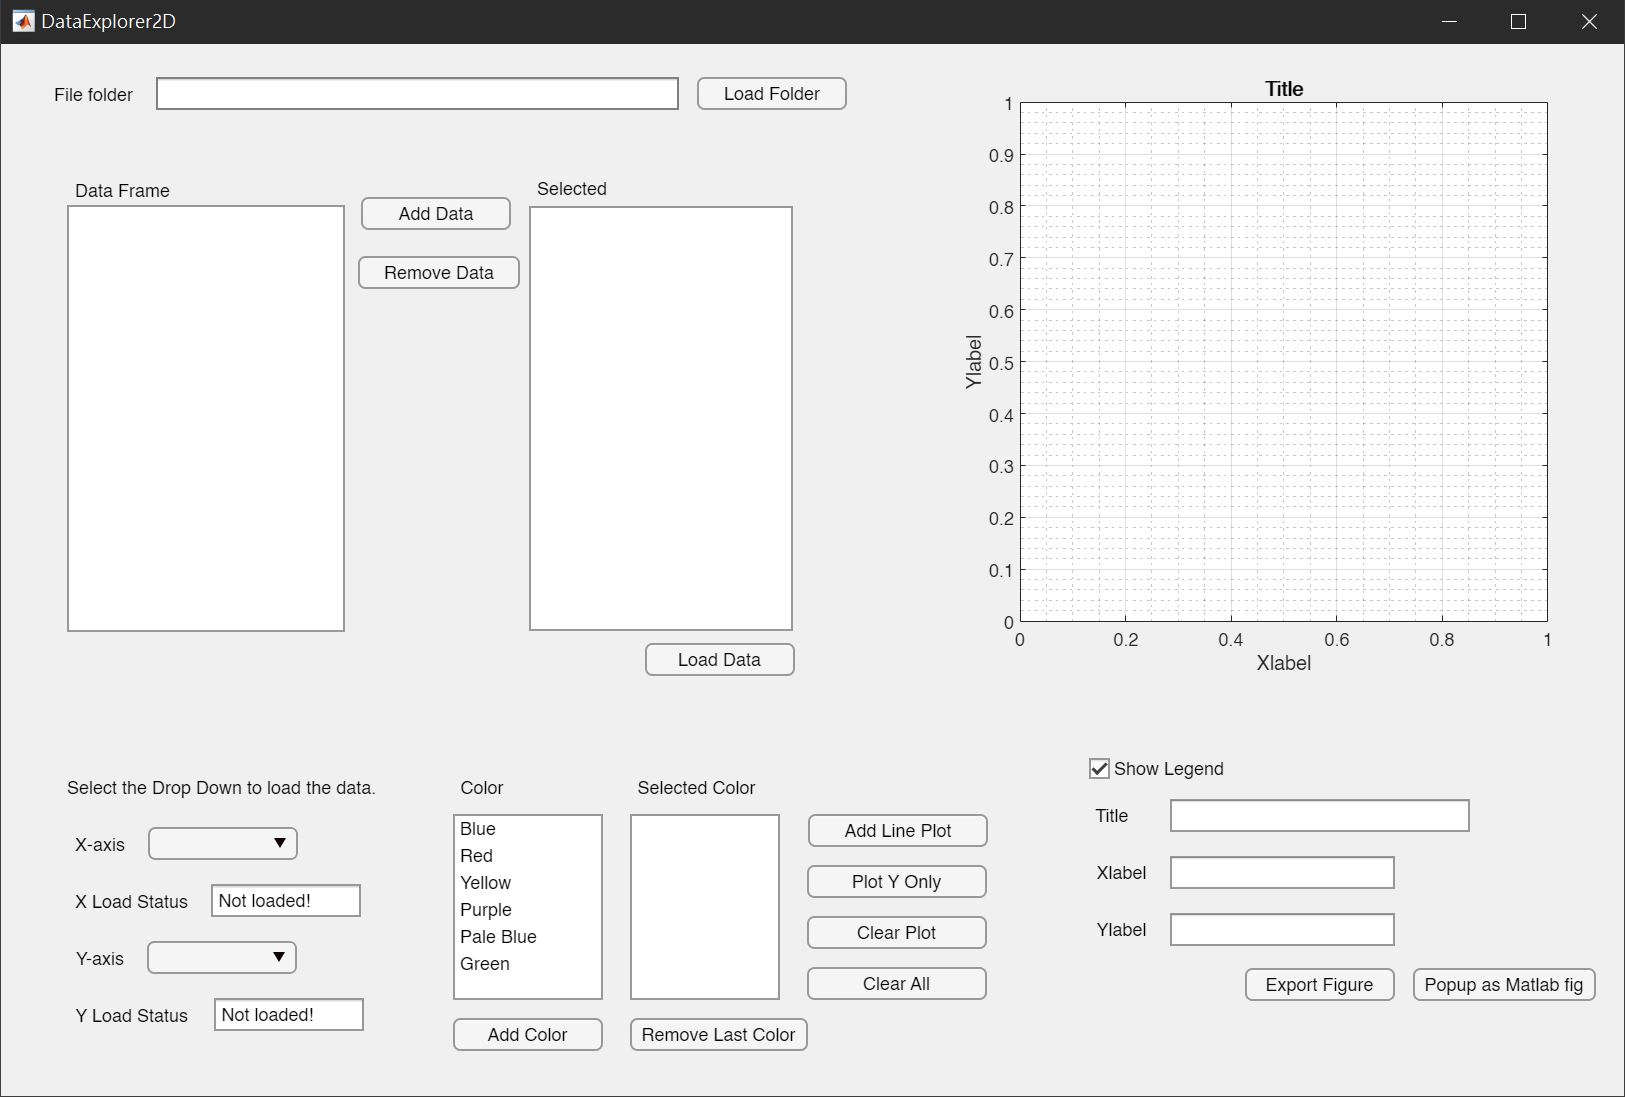 DataExplorer2D
File folder
Load Folder
Data Frame
Add Data
Remove Data
Selected
Load Data
Title
1
0.9
0.8
0.7
0.6
0.5
0.4
0.3
0.2
0.1
0
Ylabel
0 0.2 0.4 0.6 0.8 1
Xlabel
Select the Drop Down to load the data.
X-axis
X Load Status Not loaded!
Y-axis
Y Load Status Not loaded!
Color
Blue
Red
Yellow
Purple
Pale Blue
Green
Add Color
Selected Color
Remove Last Color
Add Line Plot
Plot Y Only
Clear Plot
Clear All
Show Legend
Title
Xlabel
Ylabel
Export Figure
Popup as Matlab fig